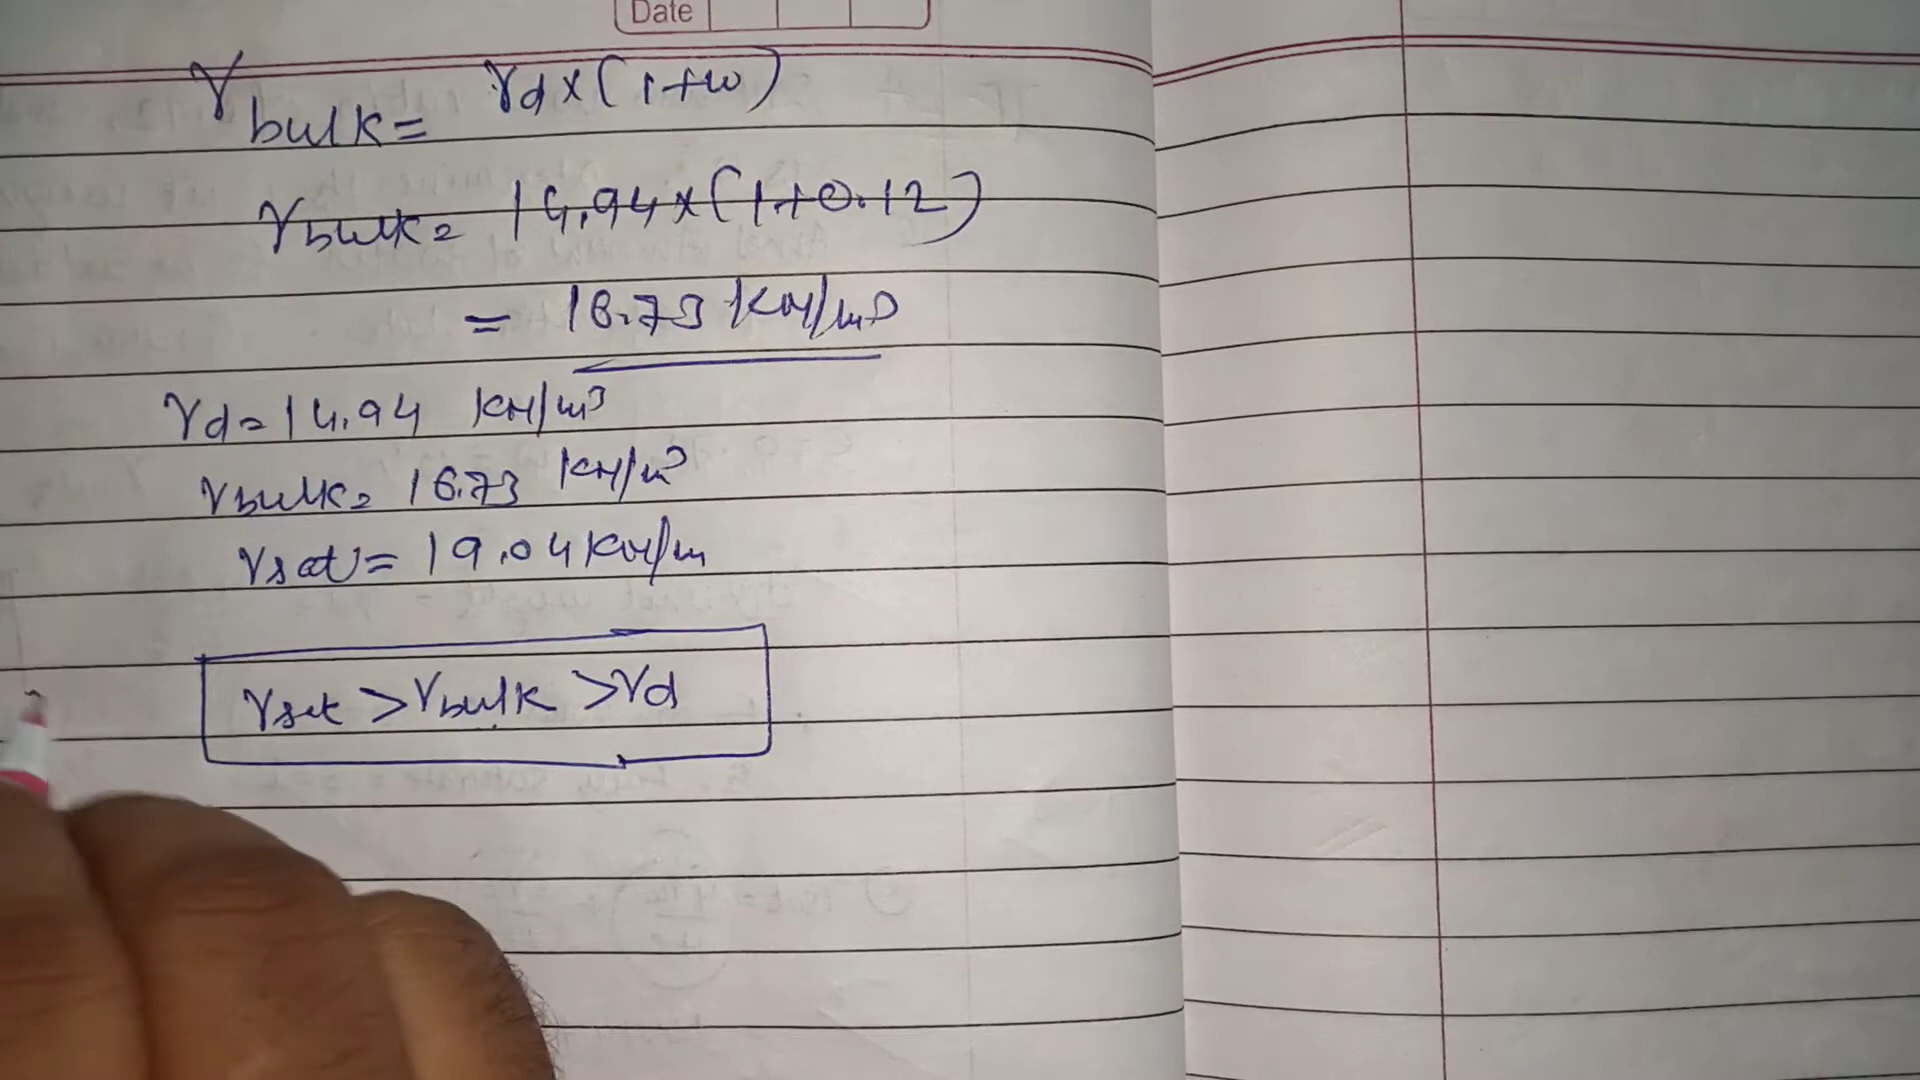 Date
γbulk = γd x (1+w)
γbulk = 14.94 x (1+0.12)
= 16.73 KN/m3
γd = 14.94 KN/m3
γbulk = 16.73 KN/m3
γsat = 19.04 KN/m
γsat > γbulk > γd